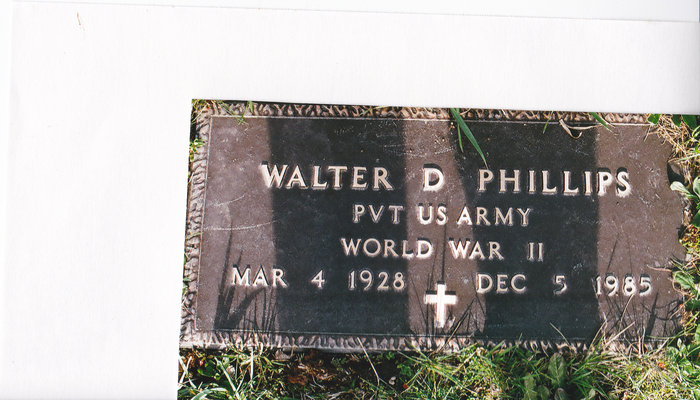 WALTER D PHILLIPS
PVT US ARMY
WORLD WAR II
MAR 4 1928 DEC 5 1985